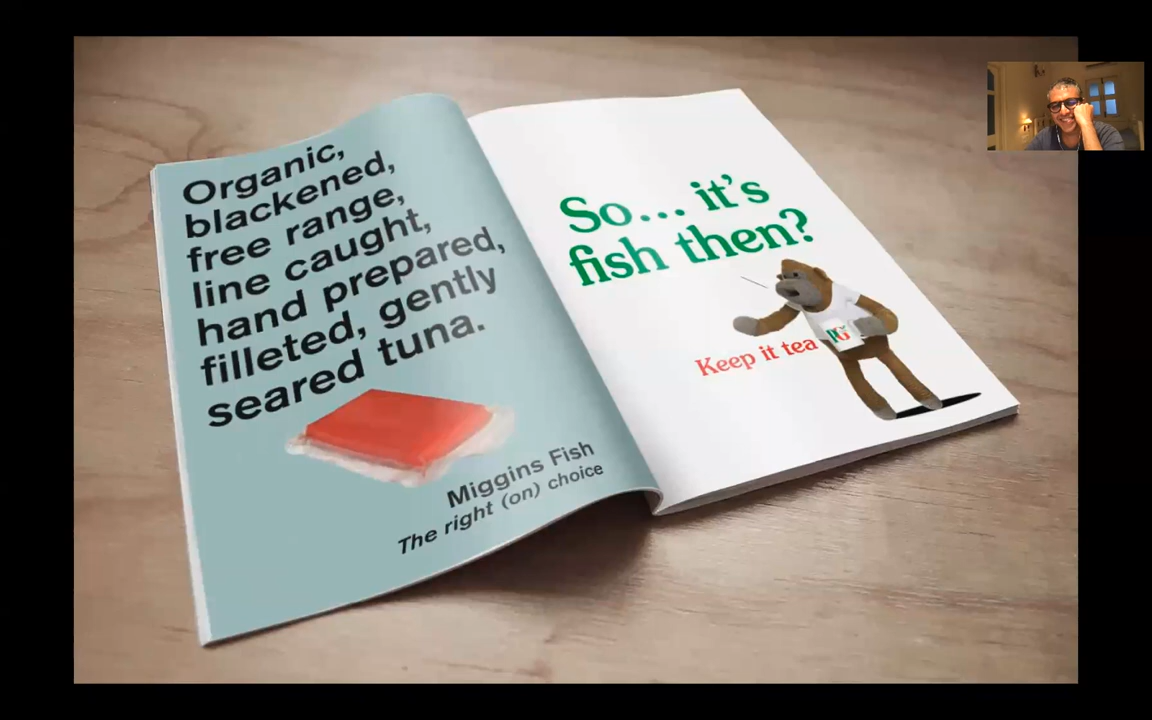 Organic,
blackened,
free range,
line caught,
hand prepared,
filleted, gently
seared tuna.
Miggins Fish
The right (on) choice
So... it's
fish then?
Keep it tea
PG